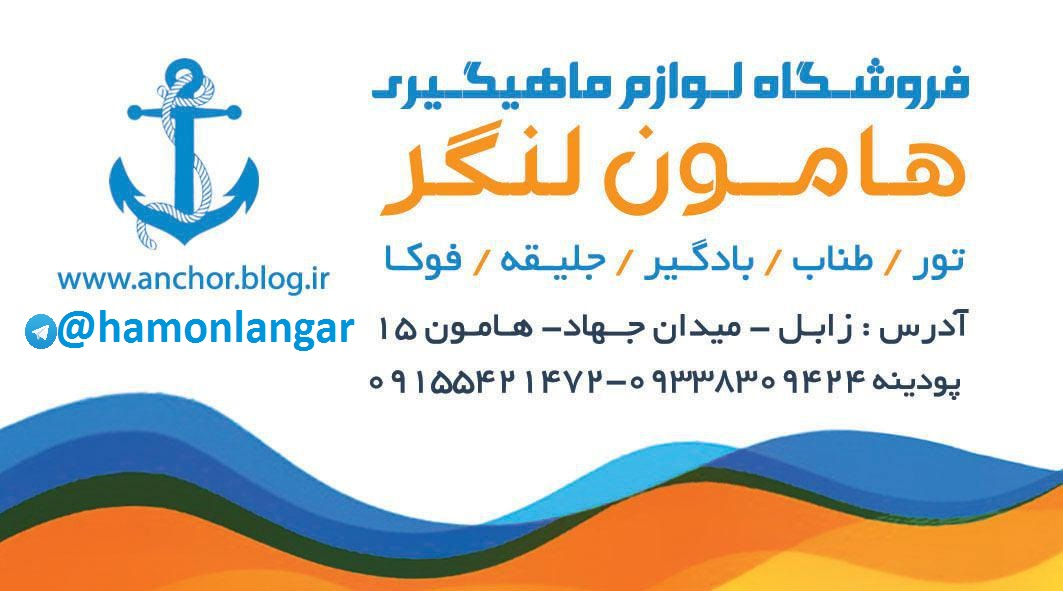 فروشگاه لوازم ماهیگیری
هامون لنگر
تور / طناب / بادگیر / جلیقه / فوکا
www.anchor.blog.ir
@hamonlangar
آدرس : زابل - میدان جهاد- هامون ۱۵
پودینه ۰۹۳۳۸۳۰۹۴۲۴-۰۹۱۵۵۴۲۱۴۷۲